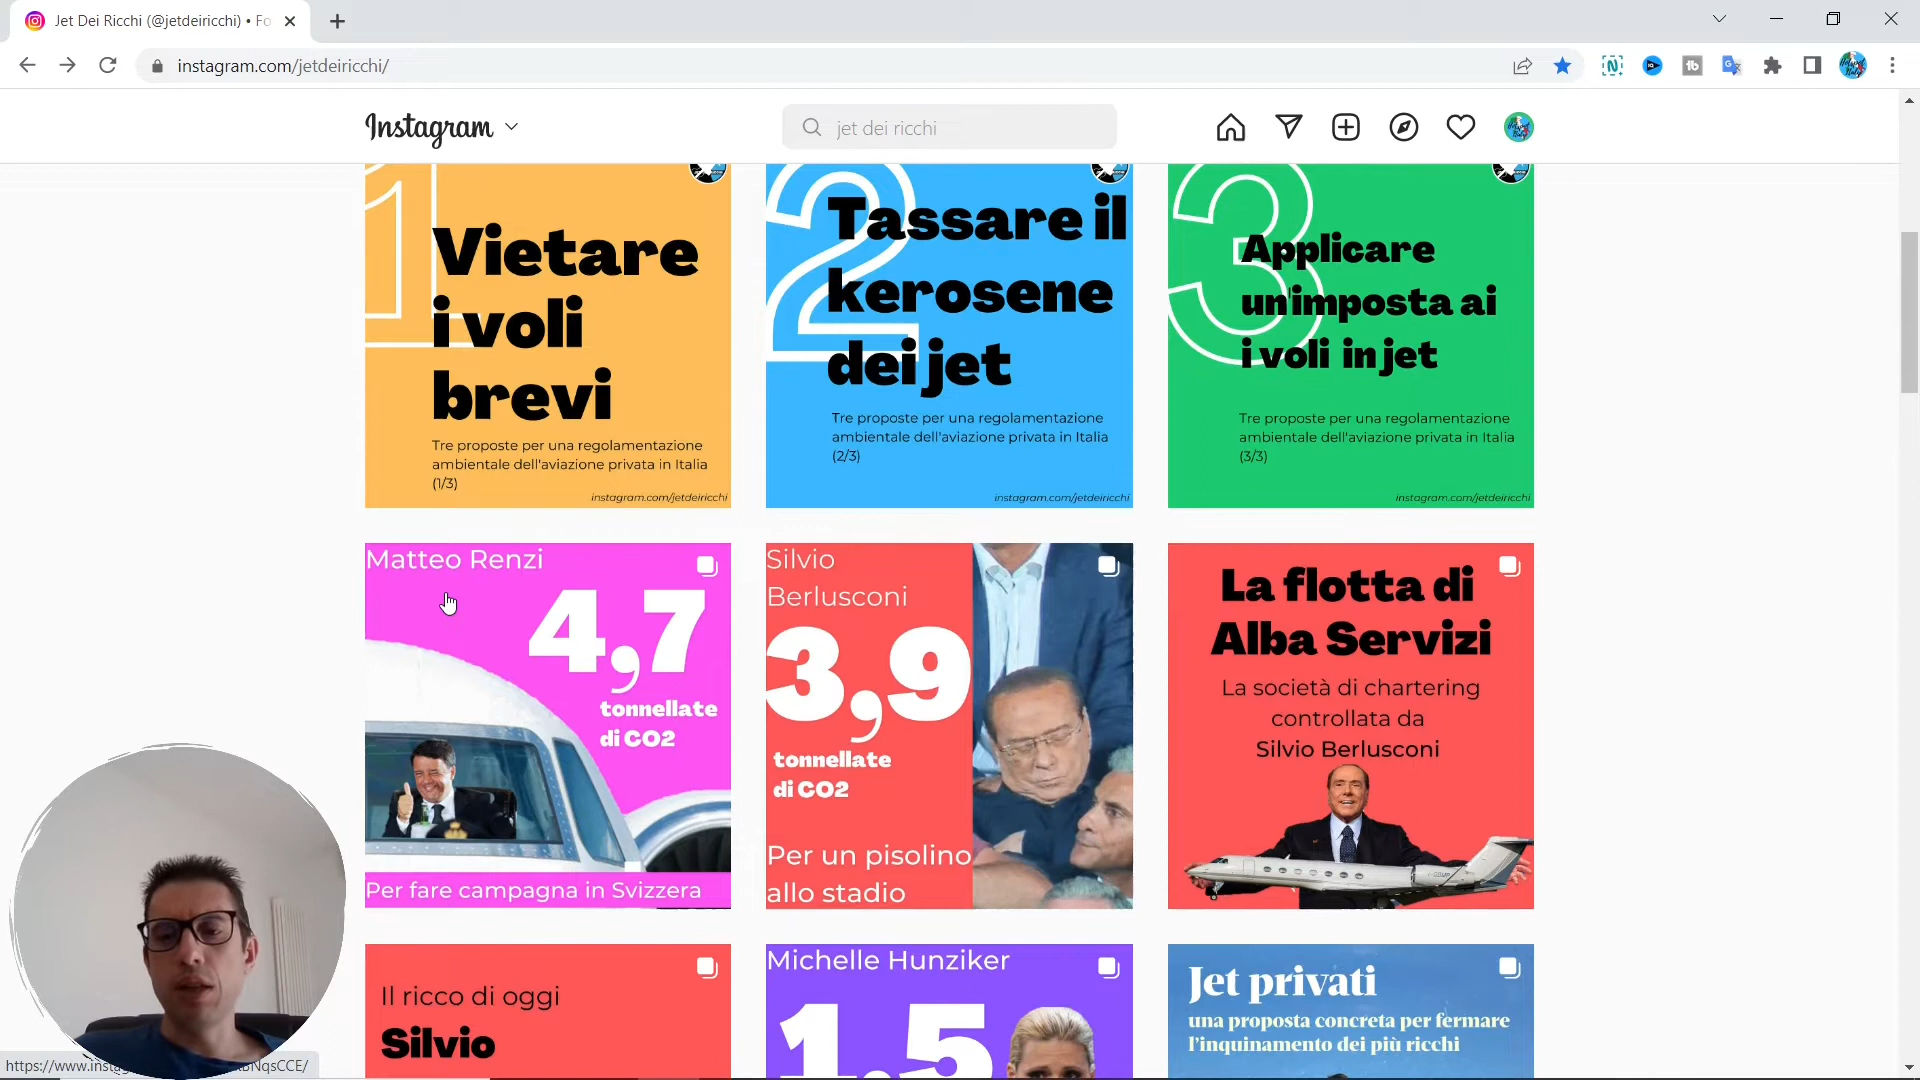 Jet Dei Ricchi (@jetdeiricchi) • Fo
instagram.com/jetdeiricchi/
Instagram
jet dei ricchi
1
Vietare
i voli
brevi
Tre proposte per una regolamentazione
ambientale dell'aviazione privata in Italia
(1/3)
instagram.com/jetdeiricchi
2
Tassare il
kerosene
dei jet
Tre proposte per una regolamentazione
ambientale dell'aviazione privata in Italia
(2/3)
instagram.com/jetdeiricchi
3
Applicare
un'imposta ai
i voli in jet
Tre proposte per una regolamentazione
ambientale dell'aviazione privata in Italia
(3/3)
instagram.com/jetdeiricchi
Matteo Renzi
4,7
tonnellate
di CO2
Per fare campagna in Svizzera
Silvio
Berlusconi
3,9
tonnellate
di CO2
Per un pisolino
allo stadio
La flotta di
Alba Servizi
La società di chartering
controllata da
Silvio Berlusconi
Il ricco di oggi
Silvio
Michelle Hunziker
1,5
Jet privati
una proposta concreta per fermare
l'inquinamento dei più ricchi